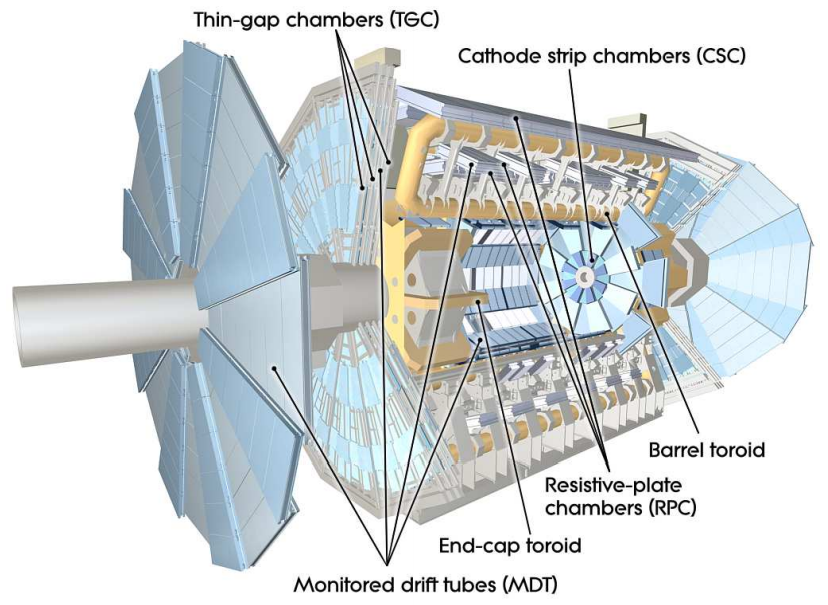 Thin-gap chambers (TGC)
Cathode strip chambers (CSC)
Barrel toroid
Resistive-plate
chambers (RPC)
End-cap toroid
Monitored drift tubes (MDT)